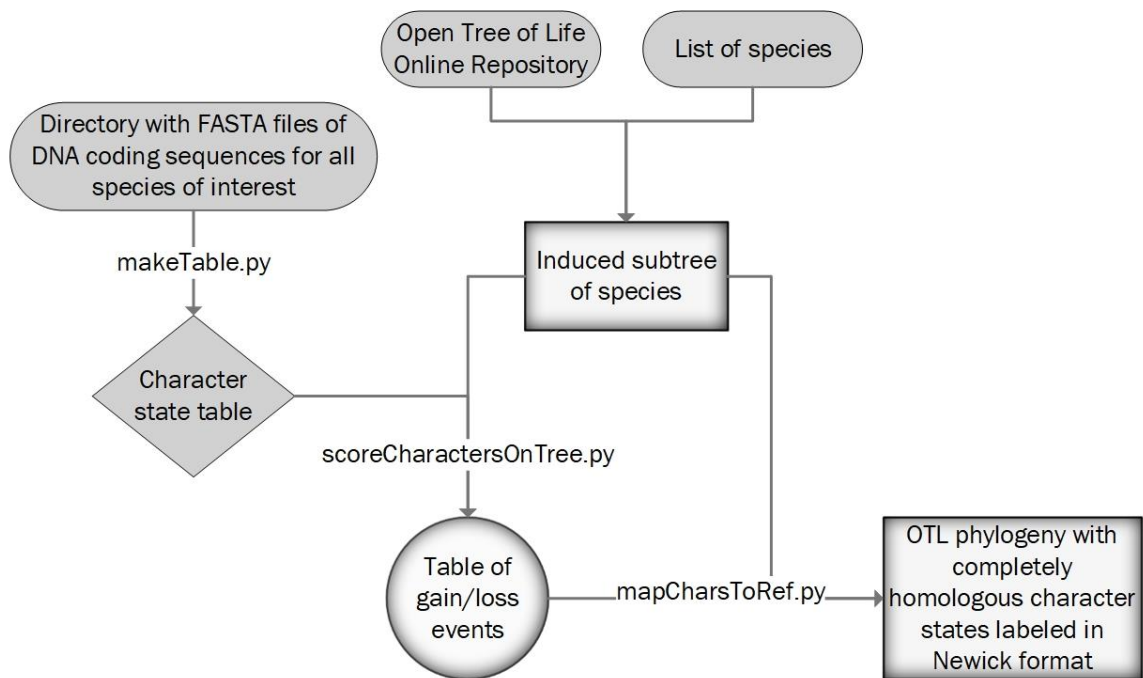 Open Tree of Life
Online Repository
List of species
Directory with FASTA files of
DNA coding sequences for all
species of interest
makeTable.py
Induced subtree
of species
Character
state table
scoreCharactersOnTree.py
Table of
gain/loss
events
mapCharsToRef.py
OTL phylogeny with
completely
homologous character
states labeled in
Newick format